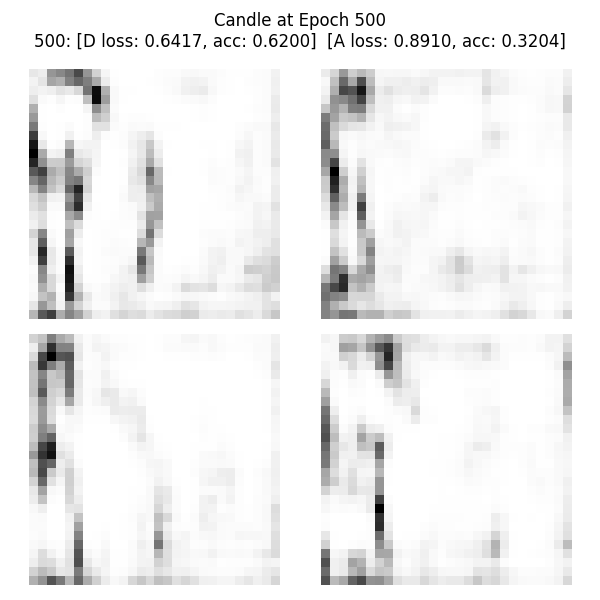 Candle at Epoch 500
500: [D loss: 0.6417, acc: 0.6200]  [A loss: 0.8910, acc: 0.3204]